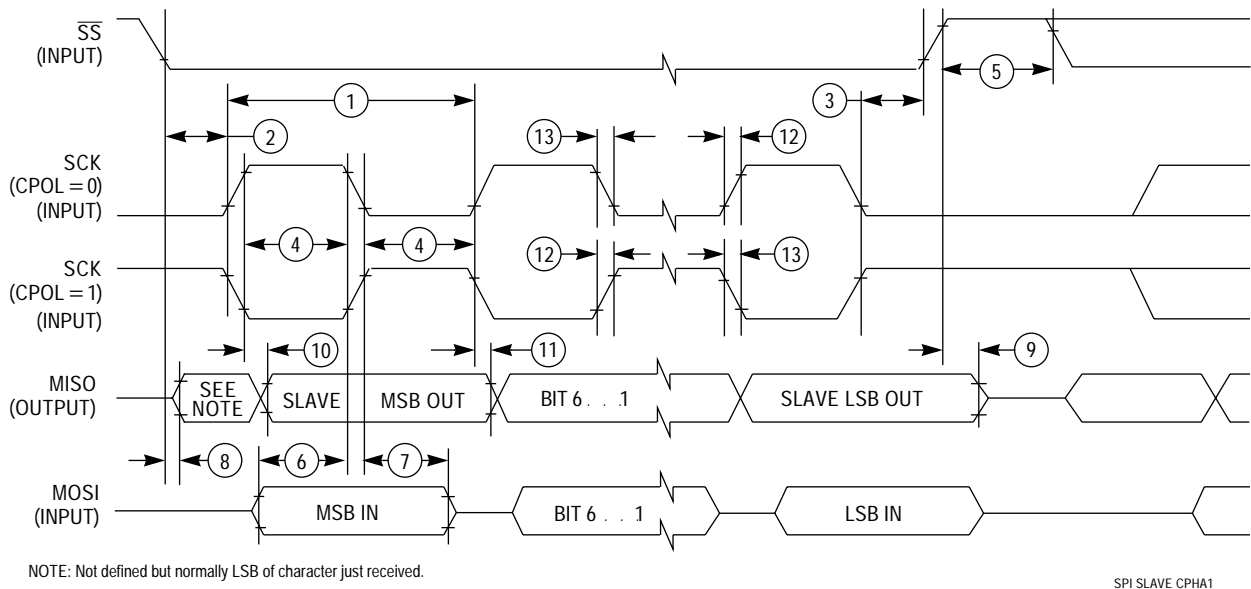 SS
(INPUT)
5
1
3
2
13
12
SCK
(CPOL = 0)
(INPUT)
4
4
12
13
SCK
(CPOL = 1)
(INPUT)
10
11
9
MISO
(OUTPUT)
SEE
NOTE
SLAVE
MSB OUT
BIT 6 . . . 1
SLAVE LSB OUT
8
6
7
MOSI
(INPUT)
MSB IN
BIT 6 . . . 1
LSB IN
NOTE: Not defined but normally LSB of character just received.
SPI SLAVE CPHA1